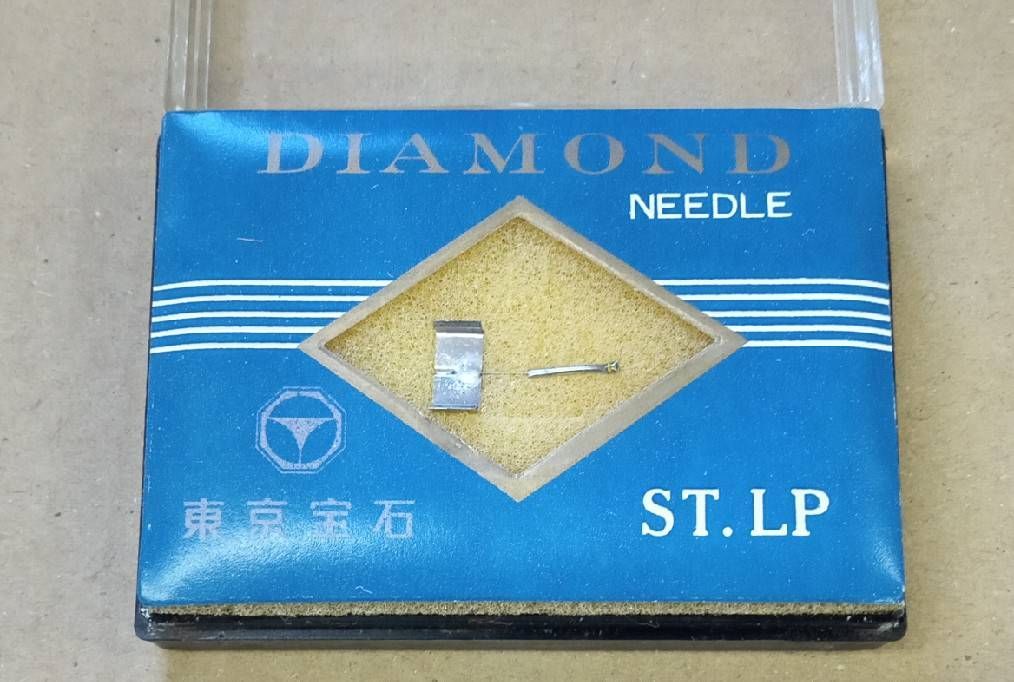 DIAMOND
NEEDLE
東京宝石
ST. LP